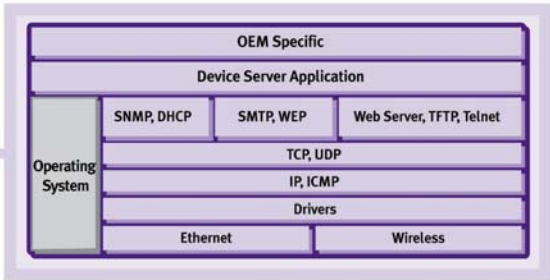 OEM Specific
Device Server Application
SNMP, DHCP
SMTP, WEP
Web Server, TFTP, Telnet
Operating
System
TCP, UDP
IP, ICMP
Drivers
Ethernet
Wireless